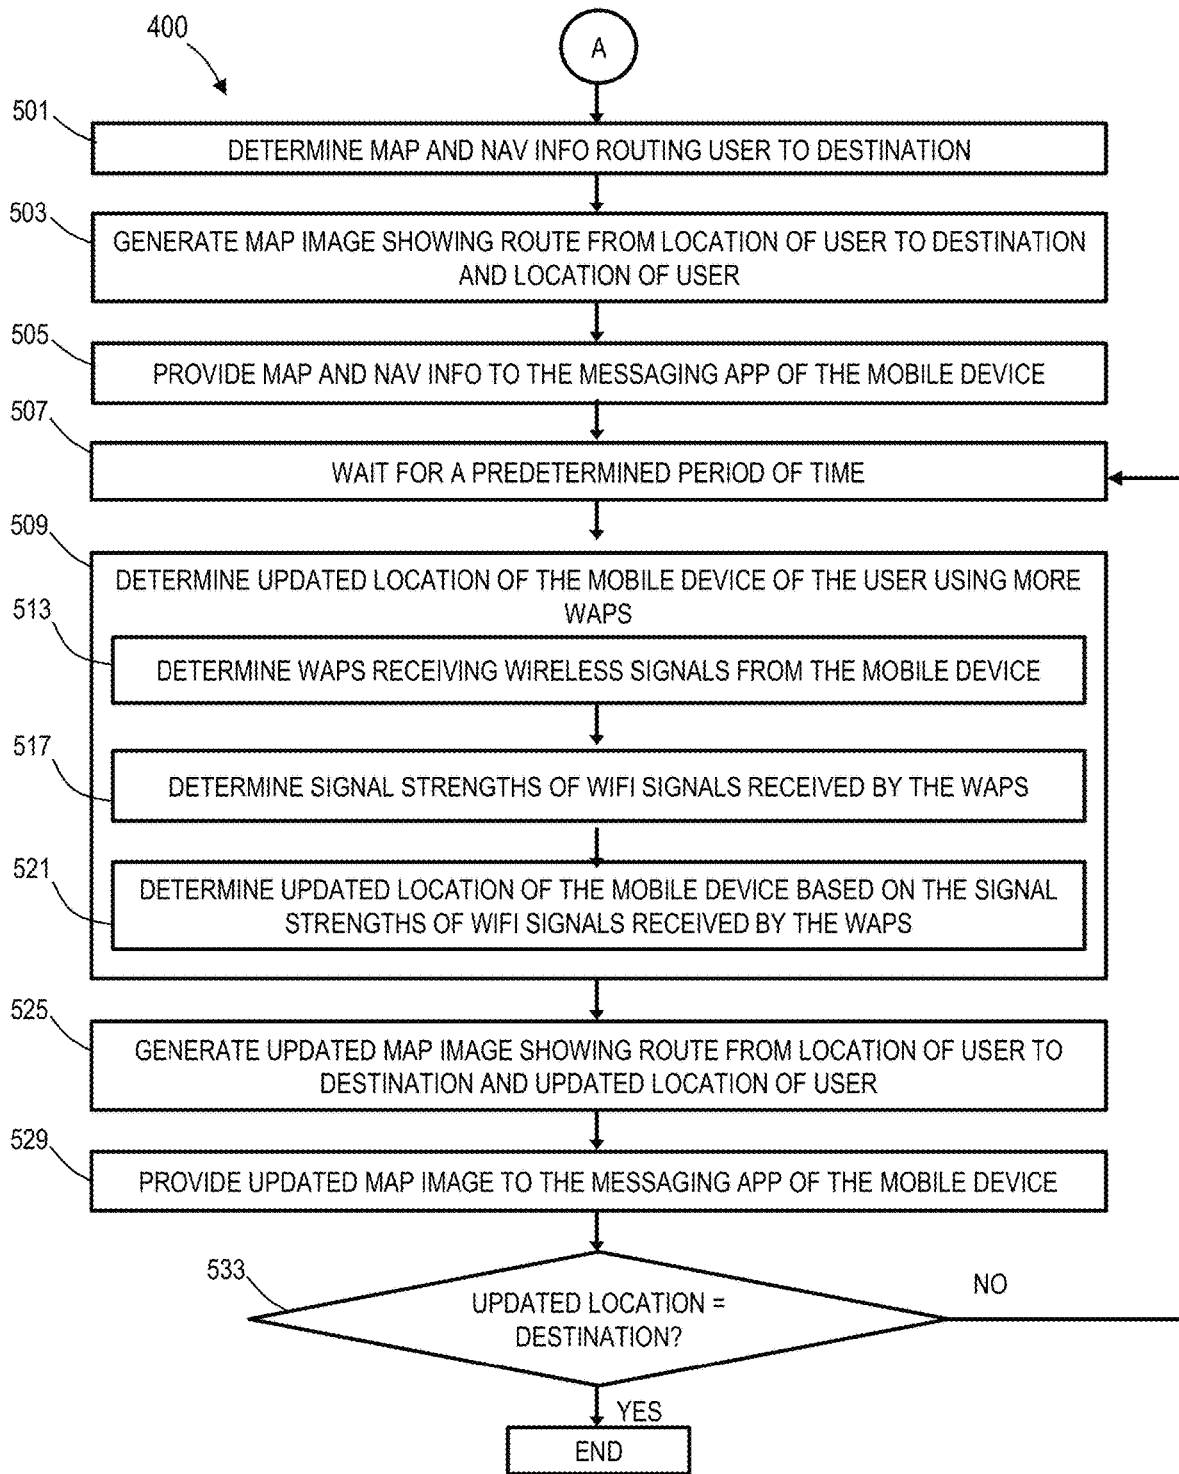 400
A
501
DETERMINE MAP AND NAV INFO ROUTING USER TO DESTINATION
503
GENERATE MAP IMAGE SHOWING ROUTE FROM LOCATION OF USER TO DESTINATION
AND LOCATION OF USER
505
PROVIDE MAP AND NAV INFO TO THE MESSAGING APP OF THE MOBILE DEVICE
507
WAIT FOR A PREDETERMINED PERIOD OF TIME
509
DETERMINE UPDATED LOCATION OF THE MOBILE DEVICE OF THE USER USING MORE
WAPS
513
DETERMINE WAPS RECEIVING WIRELESS SIGNALS FROM THE MOBILE DEVICE
517
DETERMINE SIGNAL STRENGTHS OF WIFI SIGNALS RECEIVED BY THE WAPS
521
DETERMINE UPDATED LOCATION OF THE MOBILE DEVICE BASED ON THE SIGNAL
STRENGTHS OF WIFI SIGNALS RECEIVED BY THE WAPS
525
GENERATE UPDATED MAP IMAGE SHOWING ROUTE FROM LOCATION OF USER TO
DESTINATION AND UPDATED LOCATION OF USER
529
PROVIDE UPDATED MAP IMAGE TO THE MESSAGING APP OF THE MOBILE DEVICE
533
UPDATED LOCATION =
DESTINATION?
NO
YES
END